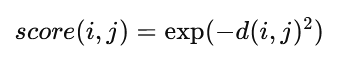 score(i, j) = exp(−d(i, j)²)